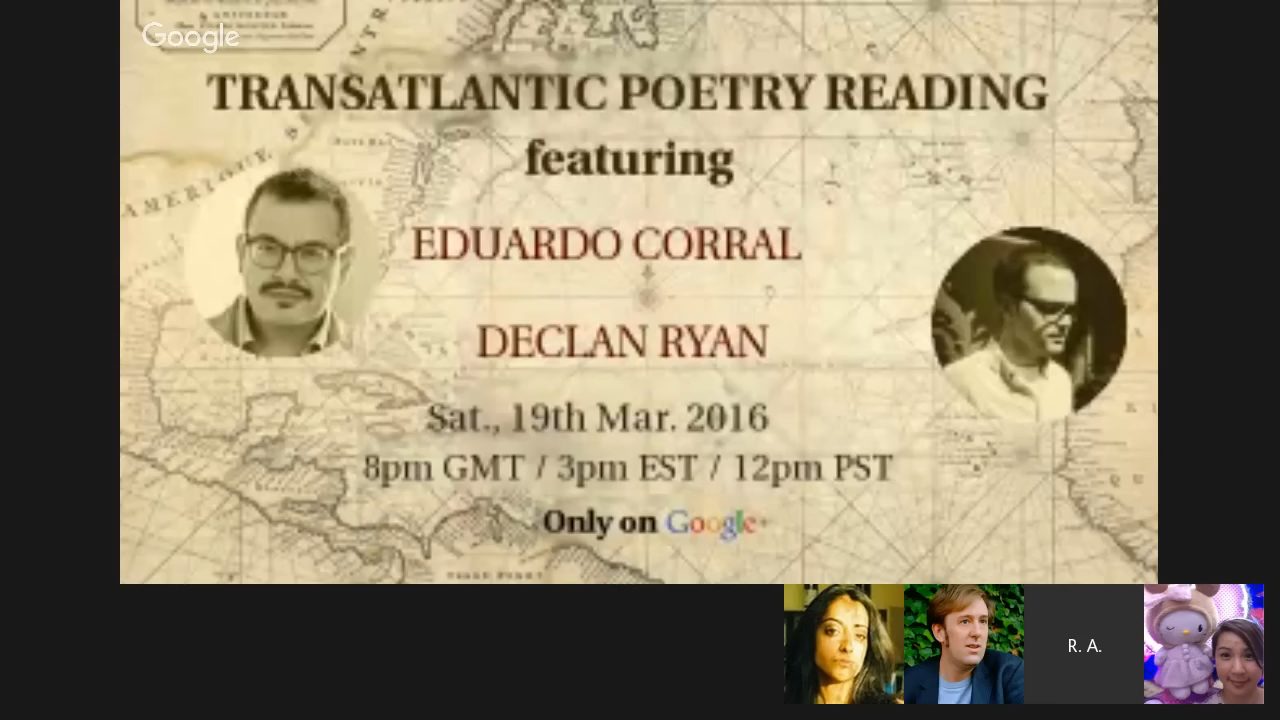 Google
TRANSATLANTIC POETRY READING
featuring
EDUARDO CORRAL
DECLAN RYAN
Sat., 19th Mar. 2016
8pm GMT / 3pm EST / 12pm PST
Only on Google+
AMERIQUE
R. A.